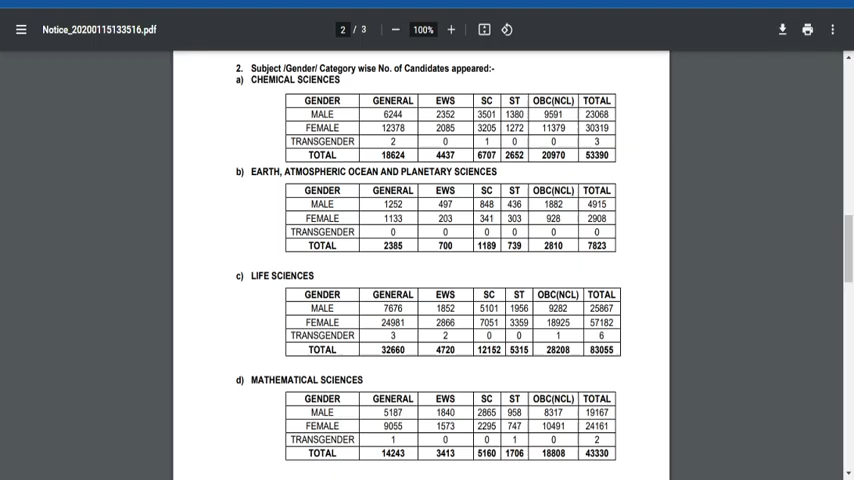 Notice_20200115133516.pdf
2 / 3
100%
2. Subject /Gender/ Category wise No. of Candidates appeared:-
a) CHEMICAL SCIENCES
GENDER GENERAL EWS SC ST OBC(NCL) TOTAL
MALE 6244 2352 3501 1380 9591 23068
FEMALE 12378 2085 3205 1272 11379 30319
TRANSGENDER 2 0 1 0 0 3
TOTAL 18624 4437 6707 2652 20970 53390
b) EARTH, ATMOSPHERIC OCEAN AND PLANETARY SCIENCES
GENDER GENERAL EWS SC ST OBC(NCL) TOTAL
MALE 1252 497 848 436 1882 4915
FEMALE 1133 203 341 303 928 2908
TRANSGENDER 0 0 0 0 0 0
TOTAL 2385 700 1189 739 2810 7823
c) LIFE SCIENCES
GENDER GENERAL EWS SC ST OBC(NCL) TOTAL
MALE 7676 1852 5101 1956 9282 25867
FEMALE 24981 2866 7051 3359 18925 57182
TRANSGENDER 3 2 0 0 1 6
TOTAL 32660 4720 12152 5315 28208 83055
d) MATHEMATICAL SCIENCES
GENDER GENERAL EWS SC ST OBC(NCL) TOTAL
MALE 5187 1840 2865 958 8317 19167
FEMALE 9055 1573 2295 747 10491 24161
TRANSGENDER 1 0 0 1 0 2
TOTAL 14243 3413 5160 1706 18808 43330